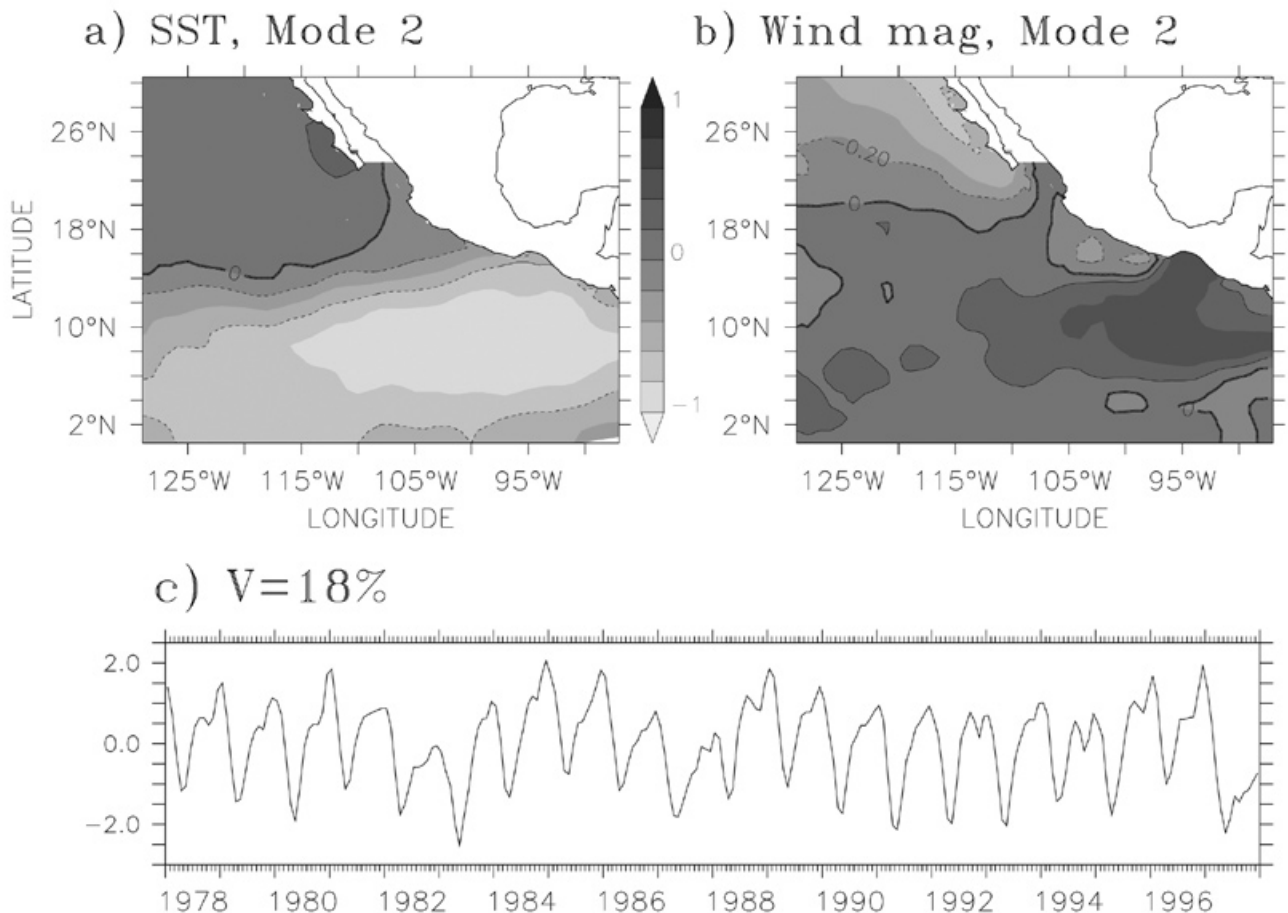 a) SST, Mode 2
b) Wind mag, Mode 2
LATITUDE
26°N
18°N
10°N
2°N
0
1
0
−1
125°W 115°W 105°W 95°W
LONGITUDE
26°N
18°N
10°N
2°N
0.20
0
0
0
125°W 115°W 105°W 95°W
LONGITUDE
c) V=18%
2.0
0.0
−2.0
1978 1980 1982 1984 1986 1988 1990 1992 1994 1996